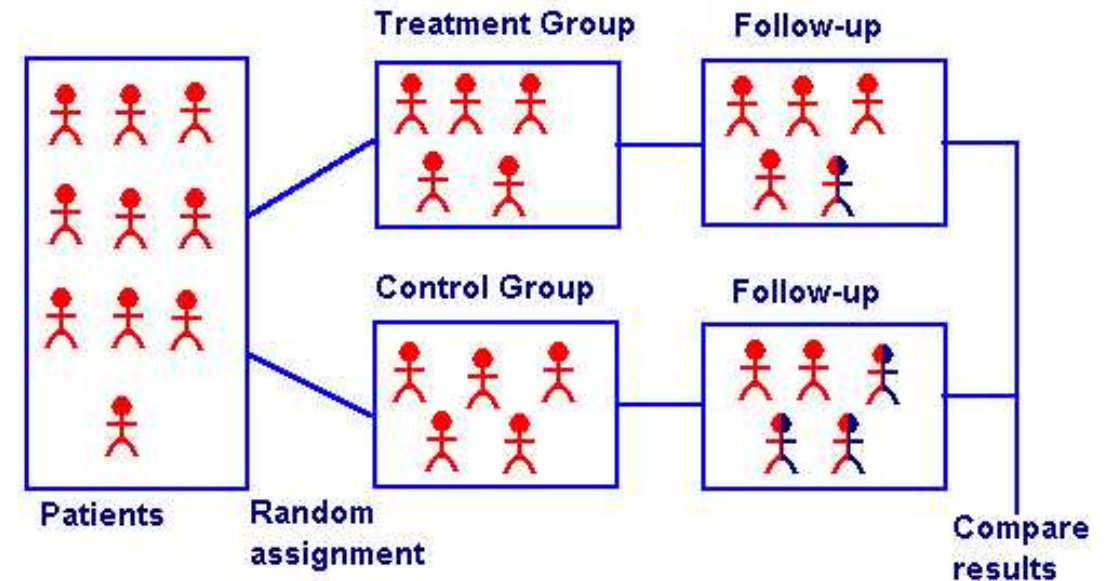 Treatment Group
Follow-up
Control Group
Follow-up
Patients
Random
assignment
Compare
results